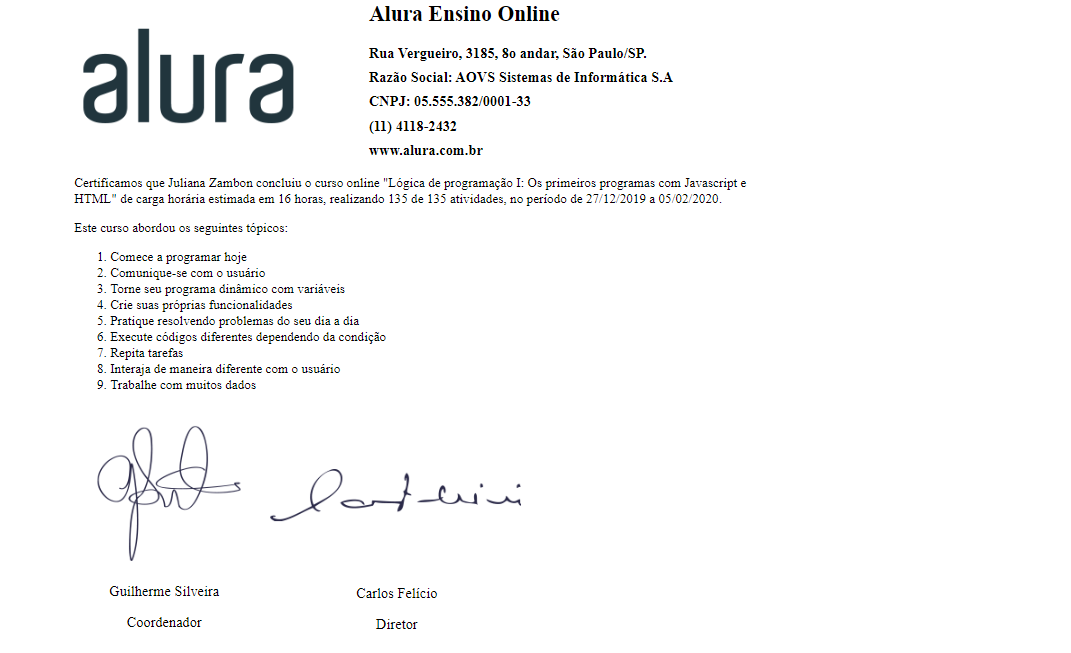 alura
Alura Ensino Online
Rua Vergueiro, 3185, 8o andar, São Paulo/SP.
Razão Social: AOVS Sistemas de Informática S.A
CNPJ: 05.555.382/0001-33
(11) 4118-2432
www.alura.com.br
Certificamos que Juliana Zambon concluiu o curso online "Lógica de programação I: Os primeiros programas com Javascript e
HTML" de carga horária estimada em 16 horas, realizando 135 de 135 atividades, no período de 27/12/2019 a 05/02/2020.
Este curso abordou os seguintes tópicos:
1. Comece a programar hoje
2. Comunique-se com o usuário
3. Torne seu programa dinâmico com variáveis
4. Crie suas próprias funcionalidades
5. Pratique resolvendo problemas do seu dia a dia
6. Execute códigos diferentes dependendo da condição
7. Repita tarefas
8. Interaja de maneira diferente com o usuário
9. Trabalhe com muitos dados
Guilherme Silveira
Coordenador
Carlos Felício
Diretor